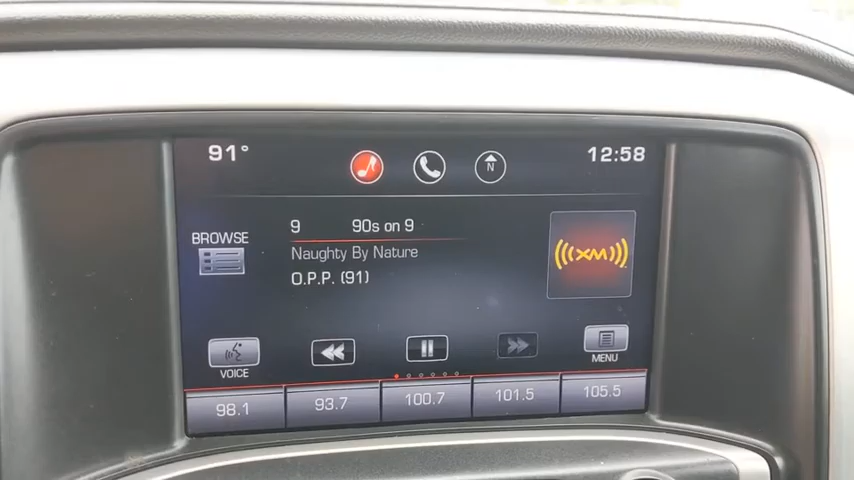 91°
N
12:58
9 90s on 9
BROWSE
Naughty By Nature
O.P.P. (91)
((((XM))))
VOICE
MENU
98.1 93.7 100.7 101.5 105.5